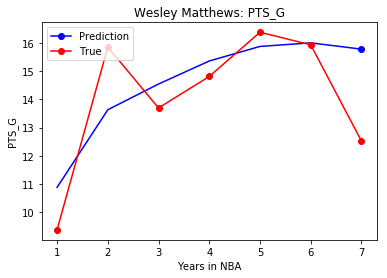 Wesley Matthews: PTS_G
Prediction
True
16
15
14
13
12
11
10
PTS_G
1 2 3 4 5 6 7
Years in NBA